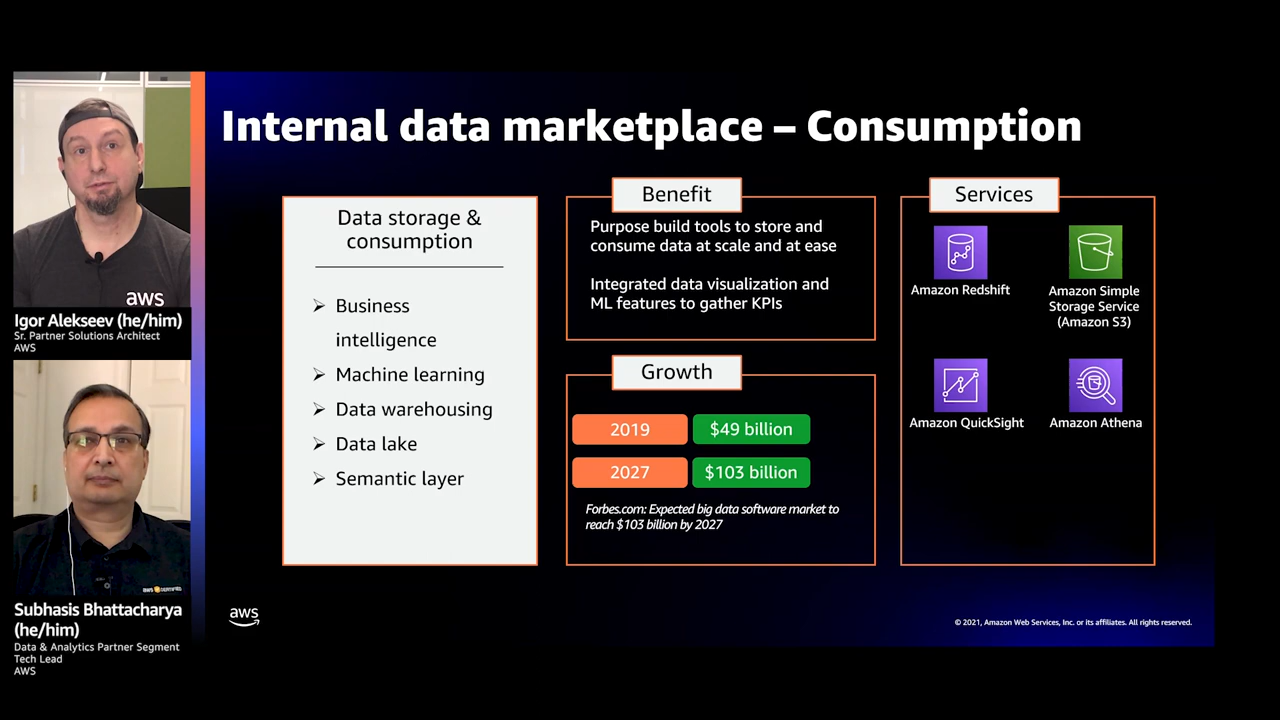 aws
Igor Alekseev (he/him)
Sr. Partner Solutions Architect
AWS
Subhasis Bhattacharya
(he/him)
Data & Analytics Partner Segment
Tech Lead
AWS
Internal data marketplace – Consumption
Data storage &
consumption
Business
intelligence
Machine learning
Data warehousing
Data lake
Semantic layer
Benefit
Purpose build tools to store and
consume data at scale and at ease
Integrated data visualization and
ML features to gather KPIs
Growth
2019 $49 billion
2027 $103 billion
Forbes.com: Expected big data software market to
reach $103 billion by 2027
Services
Amazon Redshift
Amazon Simple
Storage Service
(Amazon S3)
Amazon QuickSight
Amazon Athena
aws
© 2021, Amazon Web Services, Inc. or its affiliates. All rights reserved.